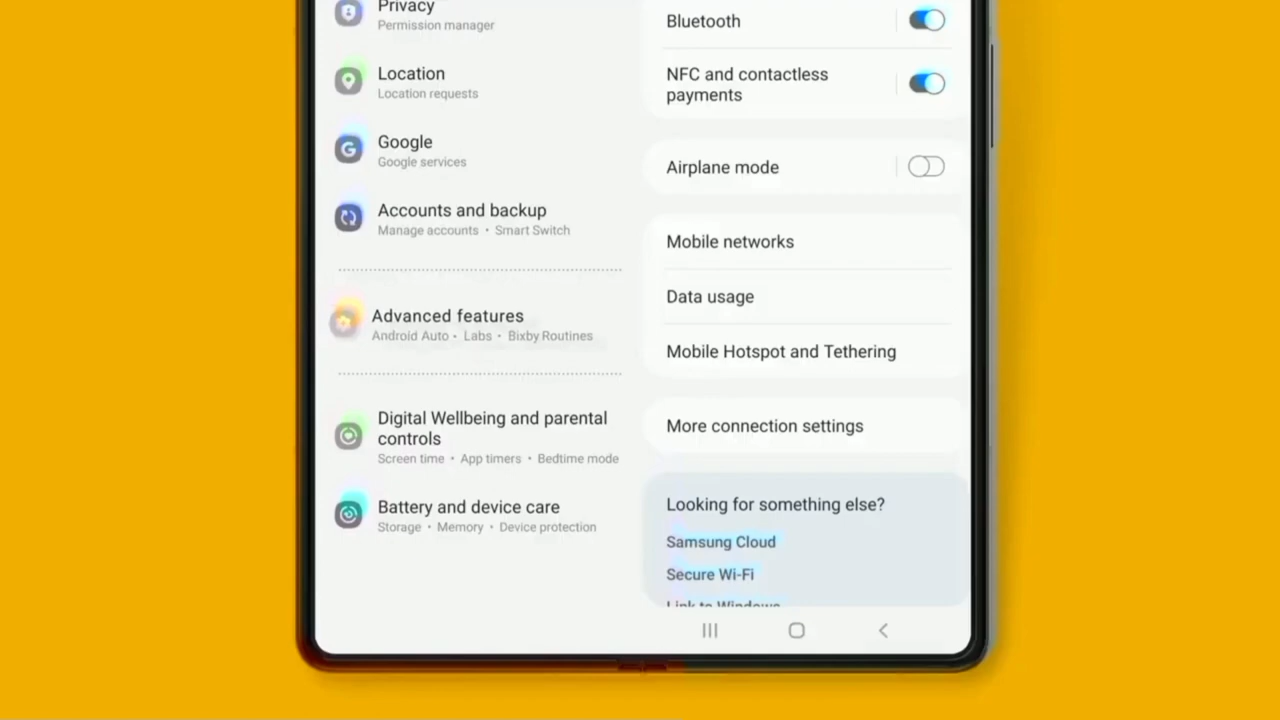 Privacy
Permission manager
Location
Location requests
Google
Google services
Accounts and backup
Manage accounts • Smart Switch
Advanced features
Android Auto • Labs • Bixby Routines
Digital Wellbeing and parental
controls
Screen time • App timers • Bedtime mode
Battery and device care
Storage • Memory • Device protection
Bluetooth
NFC and contactless
payments
Airplane mode
Mobile networks
Data usage
Mobile Hotspot and Tethering
More connection settings
Looking for something else?
Samsung Cloud
Secure Wi-Fi
Link to Windows